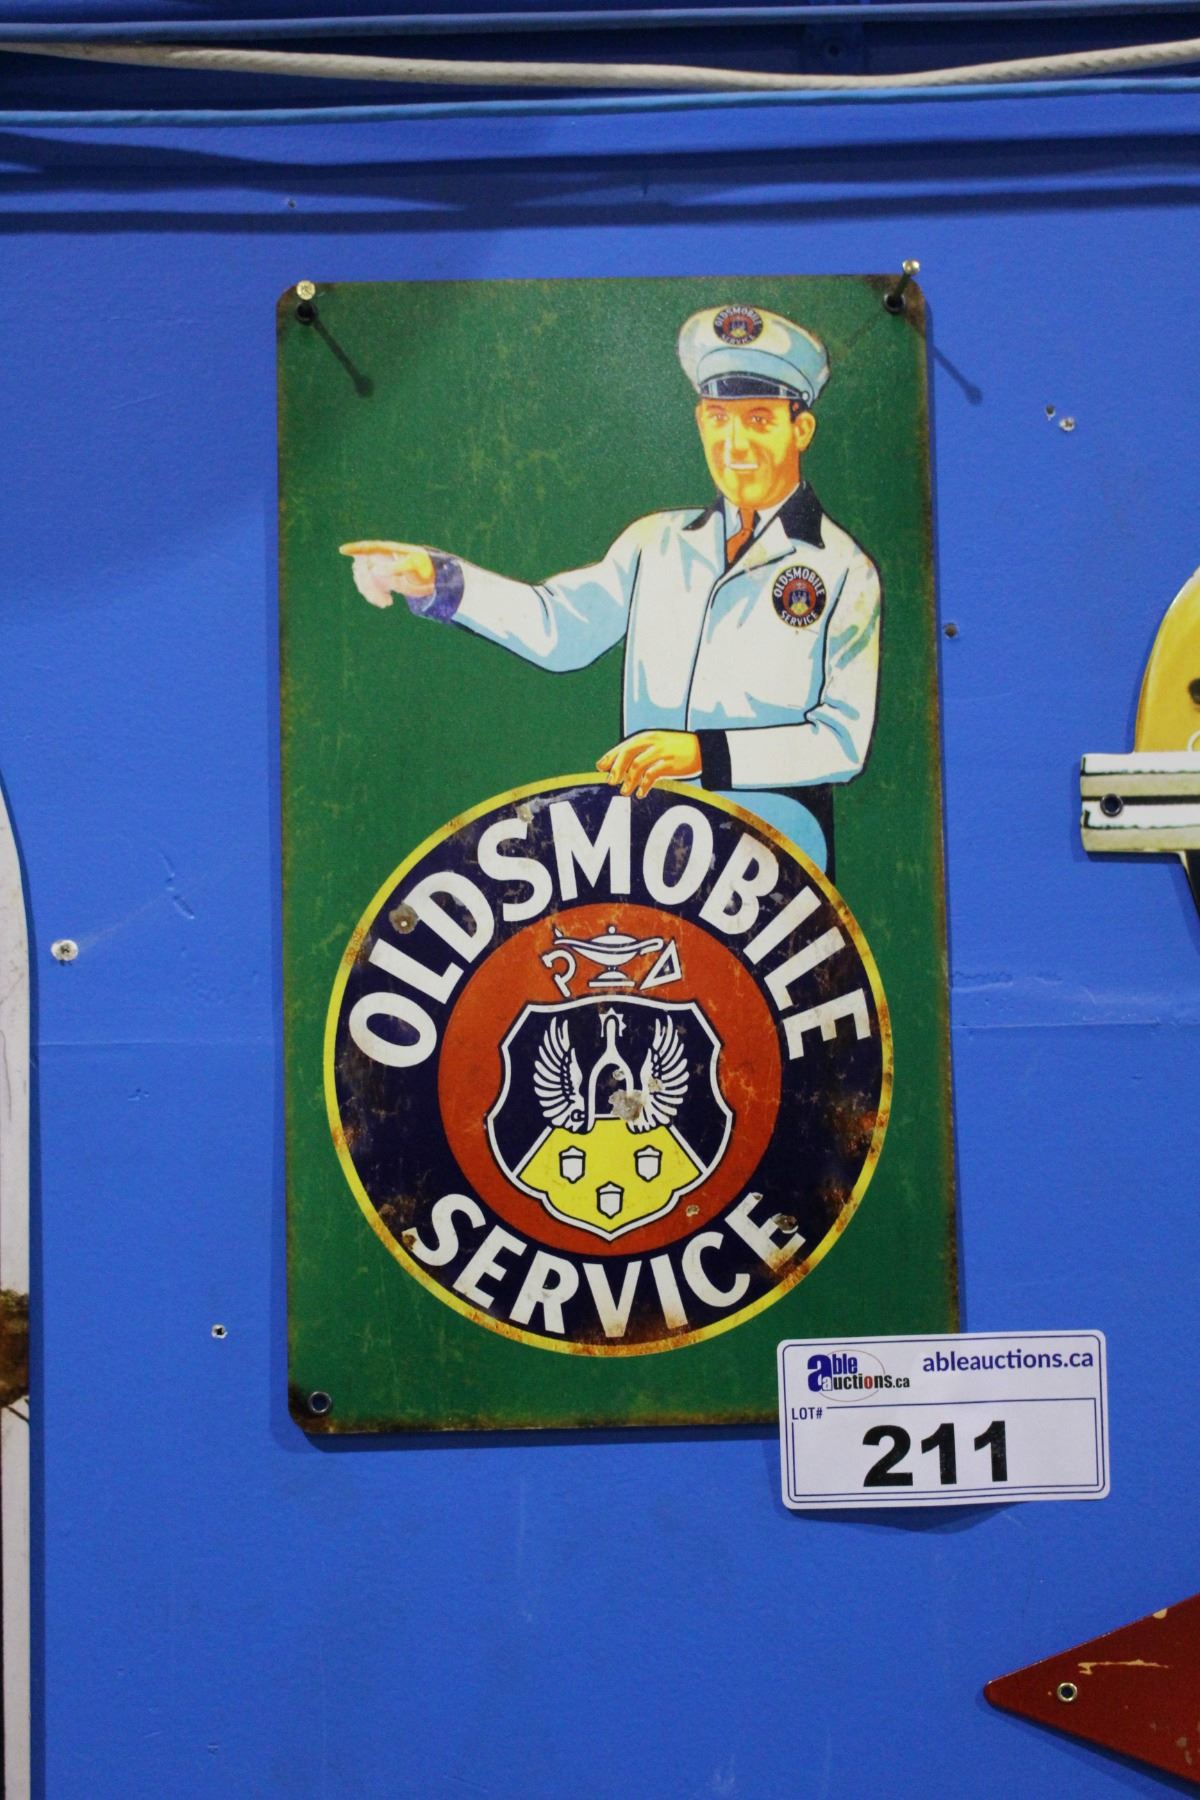 OLDSMOBILE
SERVICE
OLDSMOBILE
SERVICE
OLDSMOBILE
SERVICE
able auctions.ca
ableauctions.ca
LOT#
211